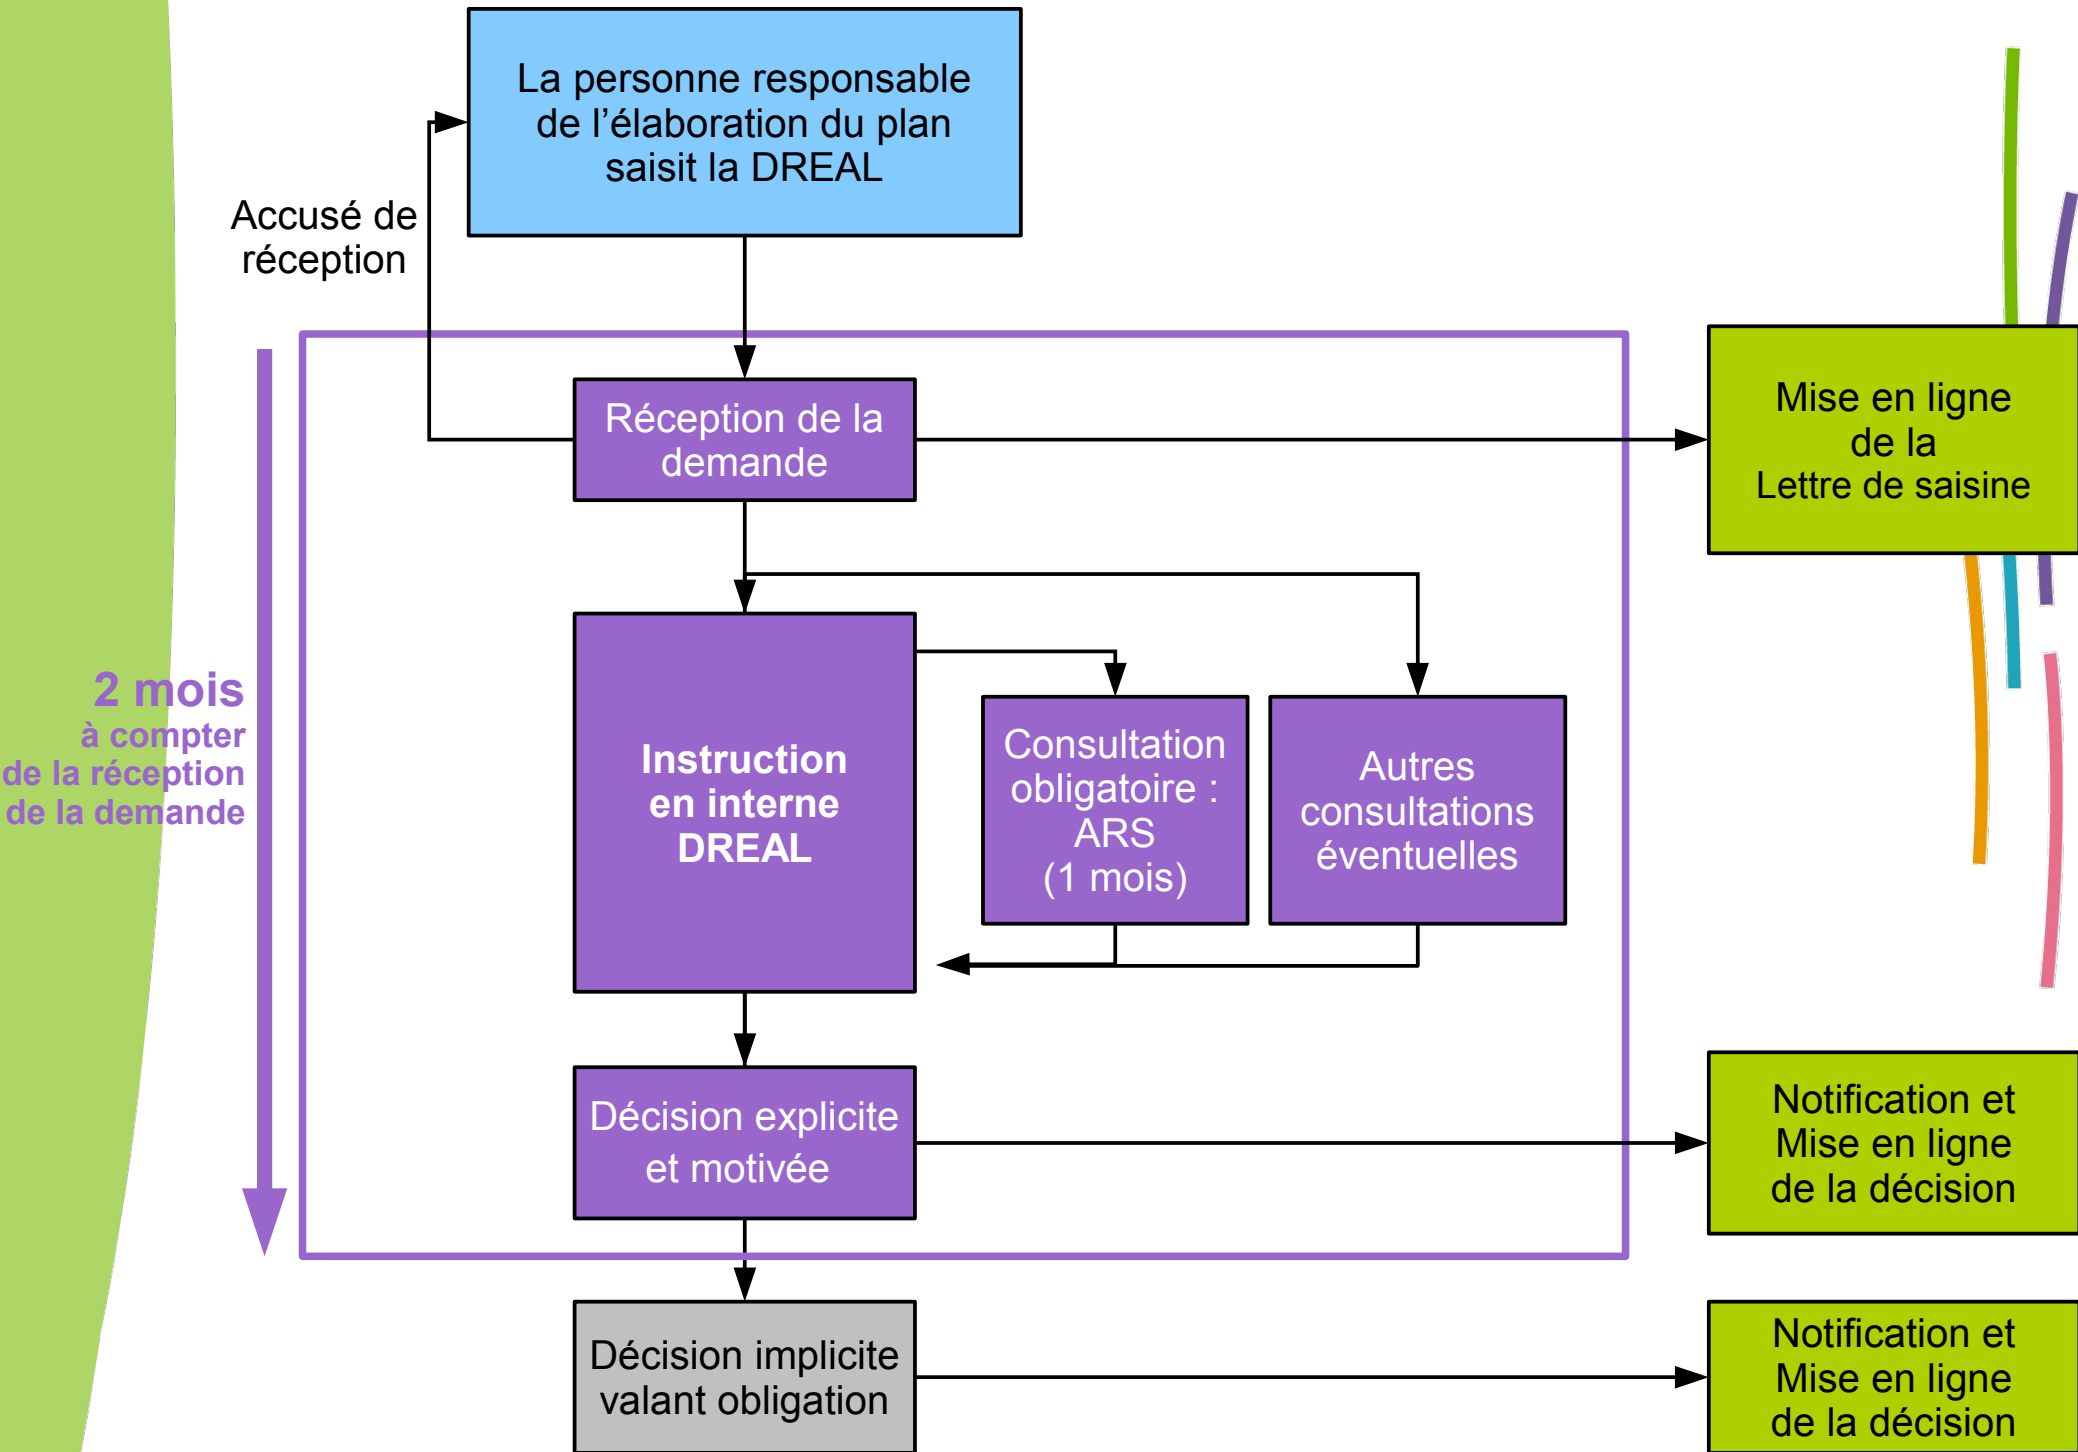 La personne responsable
de l’élaboration du plan
saisit la DREAL
Accusé de
réception
Réception de la
demande
Mise en ligne
de la
Lettre de saisine
2 mois
à compter
de la réception
de la demande
Instruction
en interne
DREAL
Consultation
obligatoire :
ARS
(1 mois)
Autres
consultations
éventuelles
Décision explicite
et motivée
Notification et
Mise en ligne
de la décision
Décision implicite
valant obligation
Notification et
Mise en ligne
de la décision